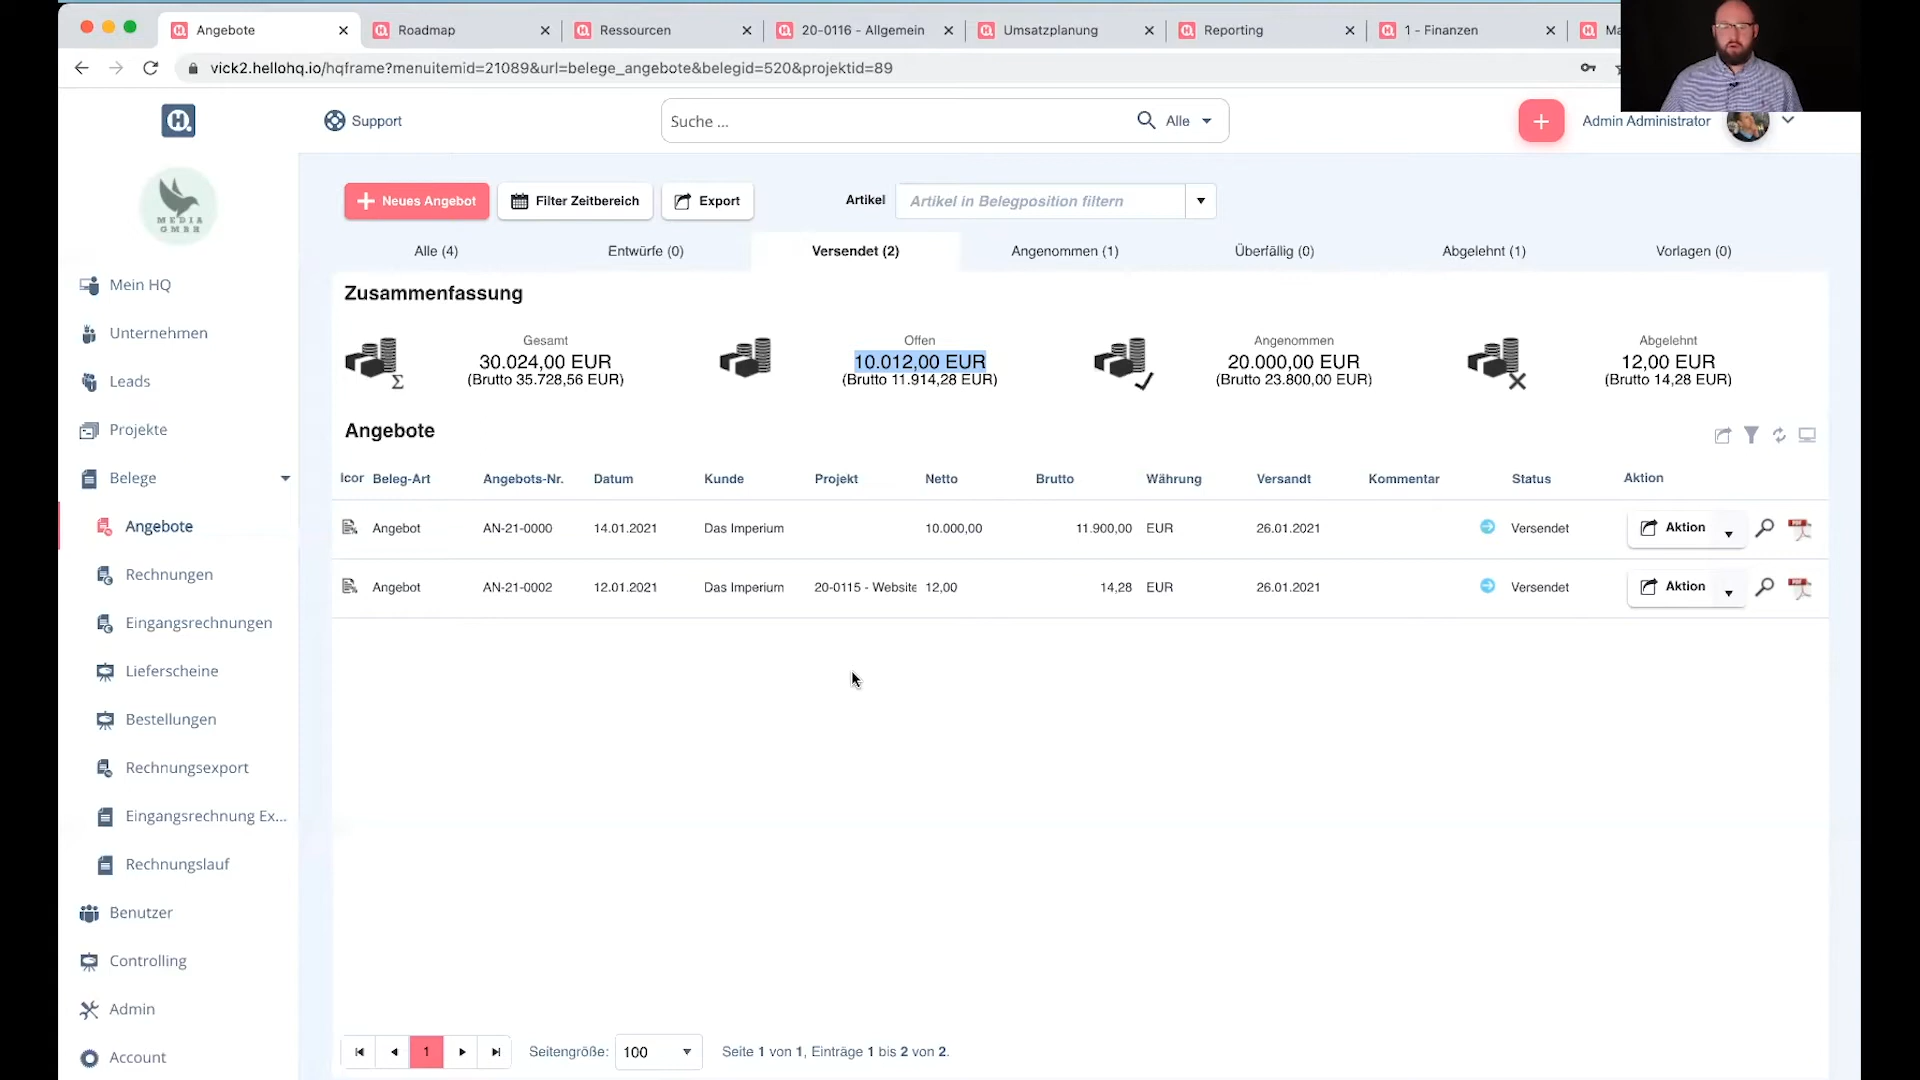 Angebote
Roadmap
Ressourcen
20-0116 - Allgemein
Umsatzplanung
Reporting
1 - Finanzen
vick2.hellohq.io/hqframe?menuitemid=21089&url=belege_angebote&belegid=520&projektid=89
Support
Suche ...
Alle
Admin Administrator
MEDIA
GMBH
Neues Angebot
Filter Zeitbereich
Export
Artikel
Artikel in Belegposition filtern
Alle (4)
Entwürfe (0)
Versendet (2)
Angenommen (1)
Überfällig (0)
Abgelehnt (1)
Vorlagen (0)
Mein HQ
Unternehmen
Leads
Projekte
Belege
Angebote
Rechnungen
Eingangsrechnungen
Lieferscheine
Bestellungen
Rechnungsexport
Eingangsrechnung Ex...
Rechnungslauf
Benutzer
Controlling
Admin
Account
Zusammenfassung
Gesamt
30.024,00 EUR
(Brutto 35.728,56 EUR)
Offen
10.012,00 EUR
(Brutto 11.914,28 EUR)
Angenommen
20.000,00 EUR
(Brutto 23.800,00 EUR)
Abgelehnt
12,00 EUR
(Brutto 14,28 EUR)
Angebote
Icor Beleg-Art Angebots-Nr. Datum Kunde Projekt Netto Brutto Währung Versandt Kommentar Status Aktion
Angebot AN-21-0000 14.01.2021 Das Imperium 10.000,00 11.900,00 EUR 26.01.2021 Versendet Aktion
Angebot AN-21-0002 12.01.2021 Das Imperium 20-0115 - Website 12,00 14,28 EUR 26.01.2021 Versendet Aktion
1
Seitengröße: 100
Seite 1 von 1, Einträge 1 bis 2 von 2.